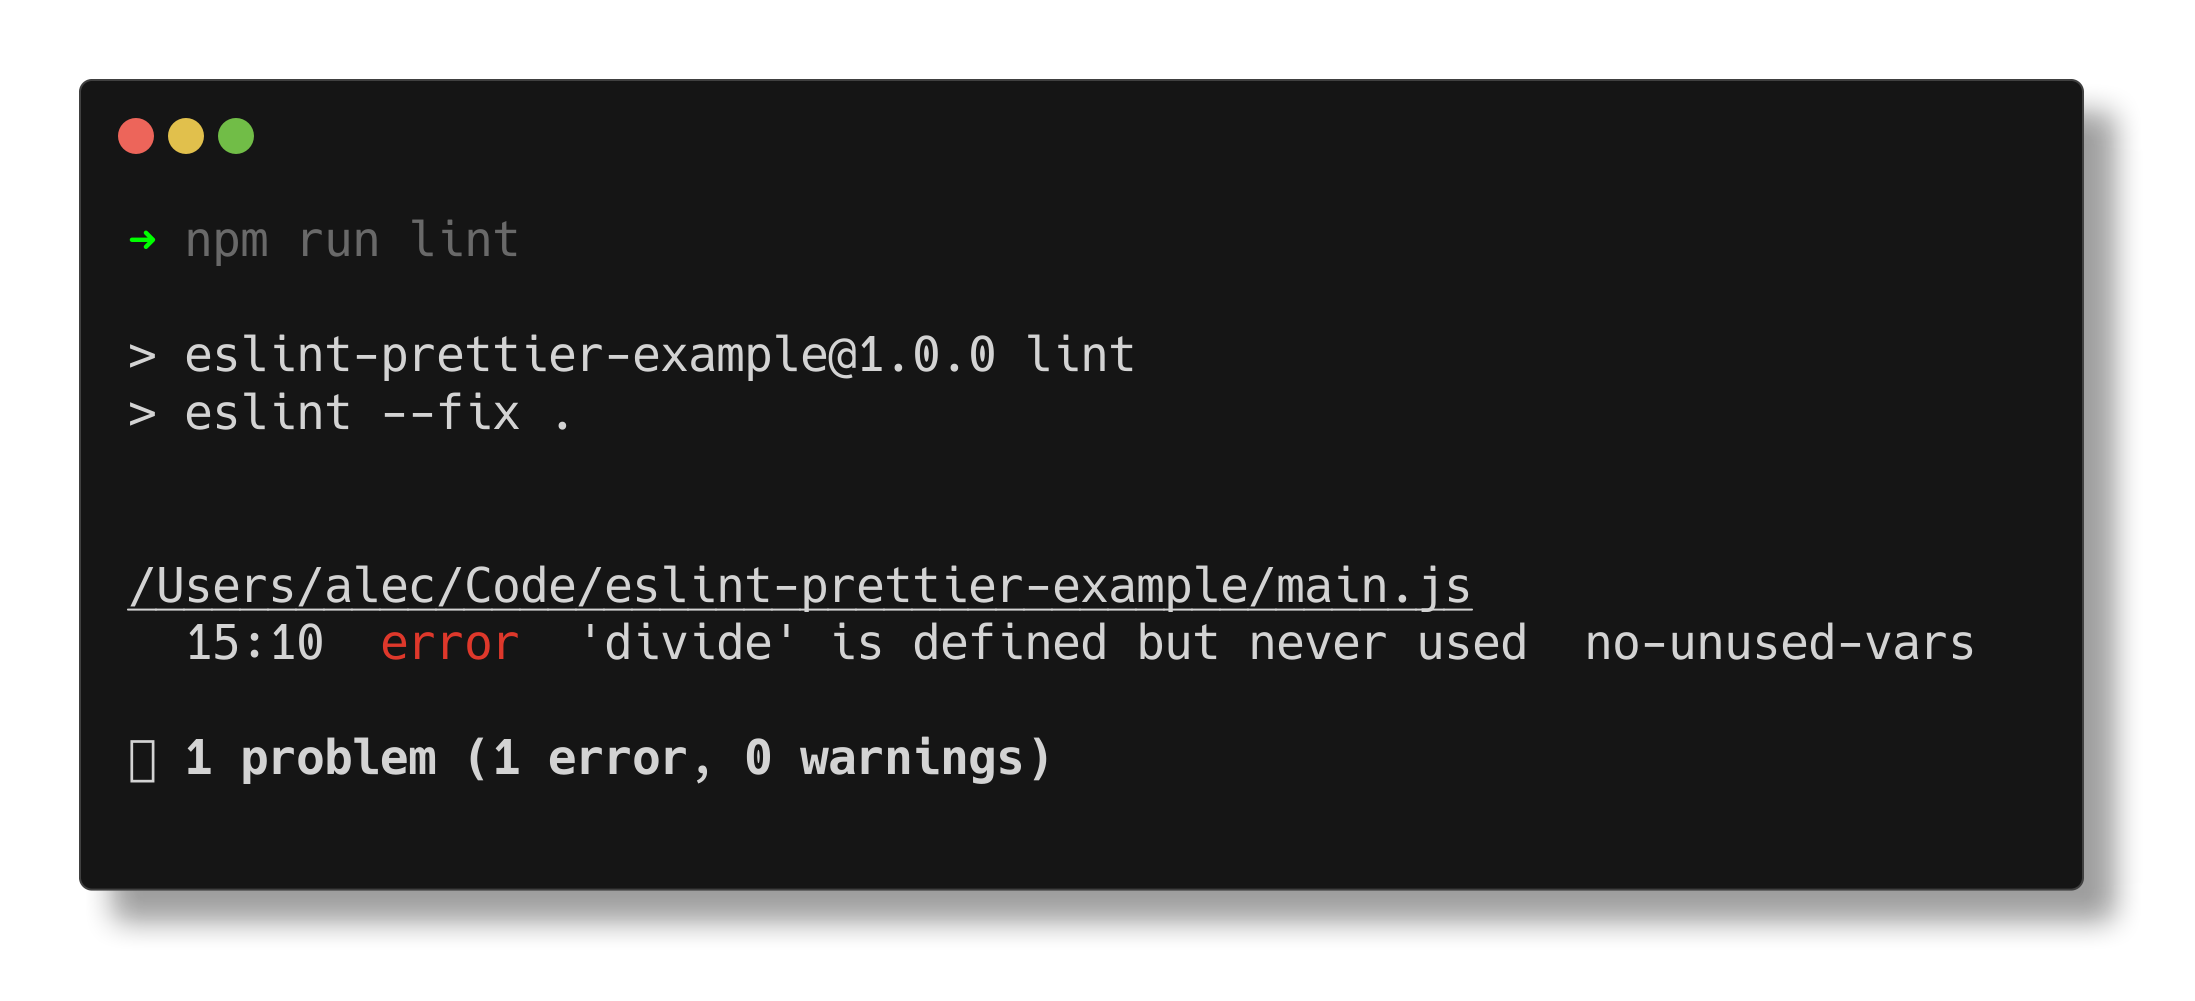 ➜ npm run lint
> eslint-prettier-example@1.0.0 lint
> eslint --fix .
/Users/alec/Code/eslint-prettier-example/main.js
15:10  error  'divide' is defined but never used  no-unused-vars
▯ 1 problem (1 error, 0 warnings)